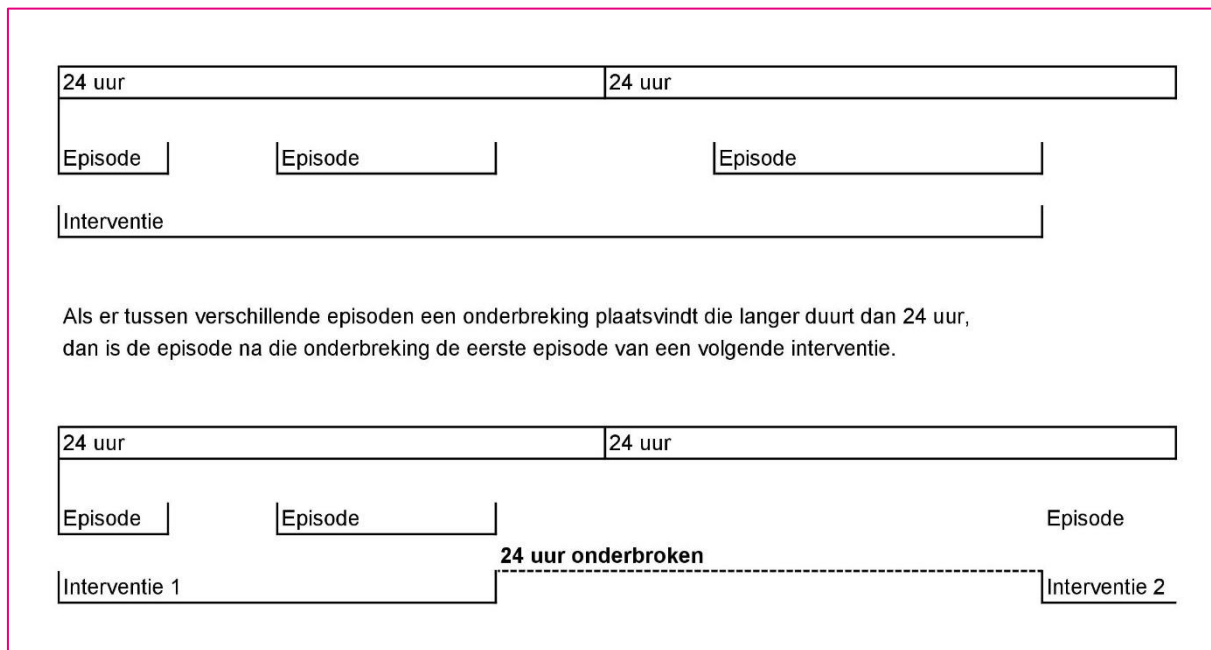 24 uur 24 uur
Episode Episode Episode
Interventie
Als er tussen verschillende episoden een onderbreking plaatsvindt die langer duurt dan 24 uur,
dan is de episode na die onderbreking de eerste episode van een volgende interventie.
24 uur 24 uur
Episode Episode Episode
24 uur onderbroken
Interventie 1 Interventie 2